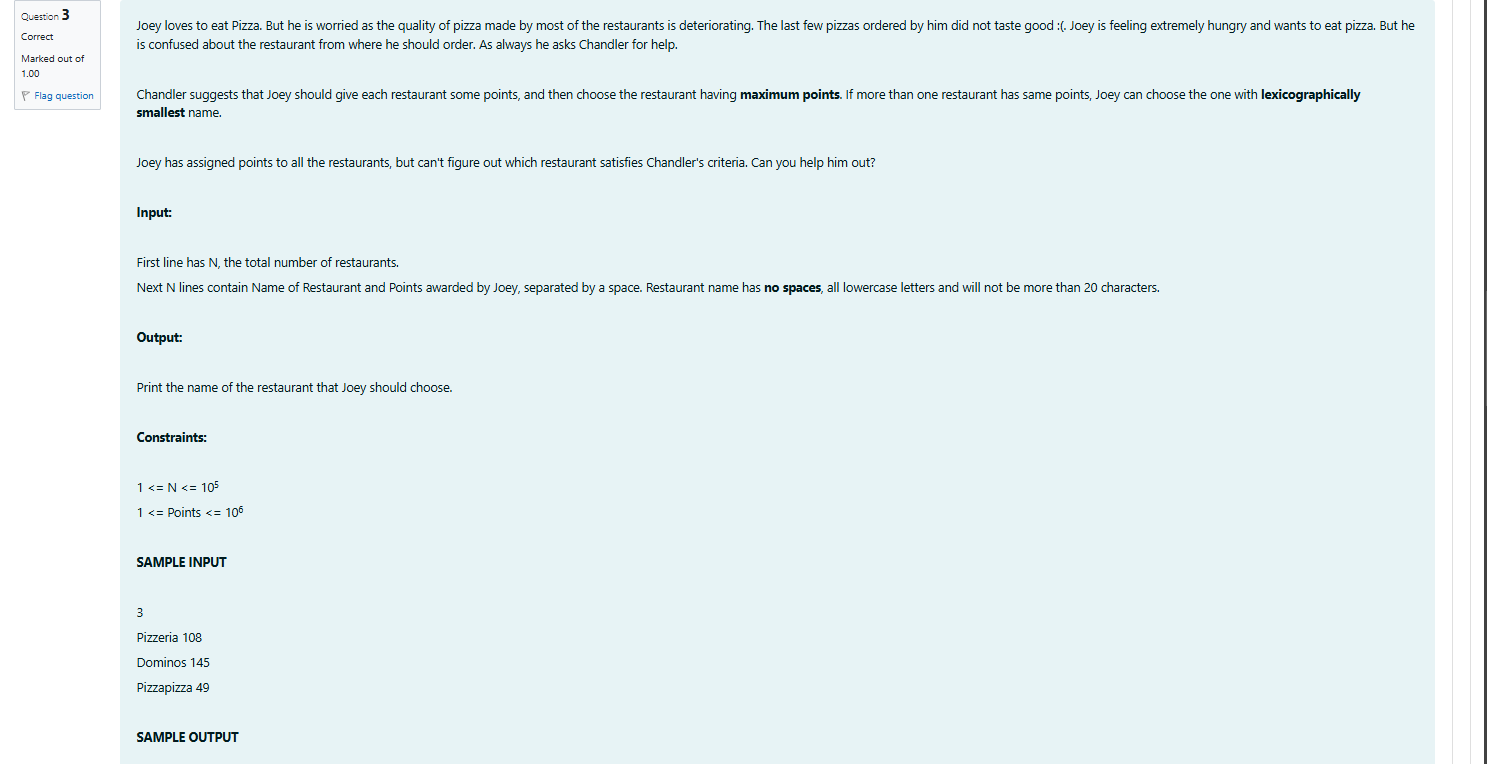 Question 3
Correct
Marked out of
1.00
Flag question
Joey loves to eat Pizza. But he is worried as the quality of pizza made by most of the restaurants is deteriorating. The last few pizzas ordered by him did not taste good :(. Joey is feeling extremely hungry and wants to eat pizza. But he
is confused about the restaurant from where he should order. As always he asks Chandler for help.
Chandler suggests that Joey should give each restaurant some points, and then choose the restaurant having maximum points. If more than one restaurant has same points, Joey can choose the one with lexicographically
smallest name.
Joey has assigned points to all the restaurants, but can't figure out which restaurant satisfies Chandler's criteria. Can you help him out?
Input:
First line has N, the total number of restaurants.
Next N lines contain Name of Restaurant and Points awarded by Joey, separated by a space. Restaurant name has no spaces, all lowercase letters and will not be more than 20 characters.
Output:
Print the name of the restaurant that Joey should choose.
Constraints:
1 <= N <= 10⁵
1 <= Points <= 10⁶
SAMPLE INPUT
3
Pizzeria 108
Dominos 145
Pizzapizza 49
SAMPLE OUTPUT